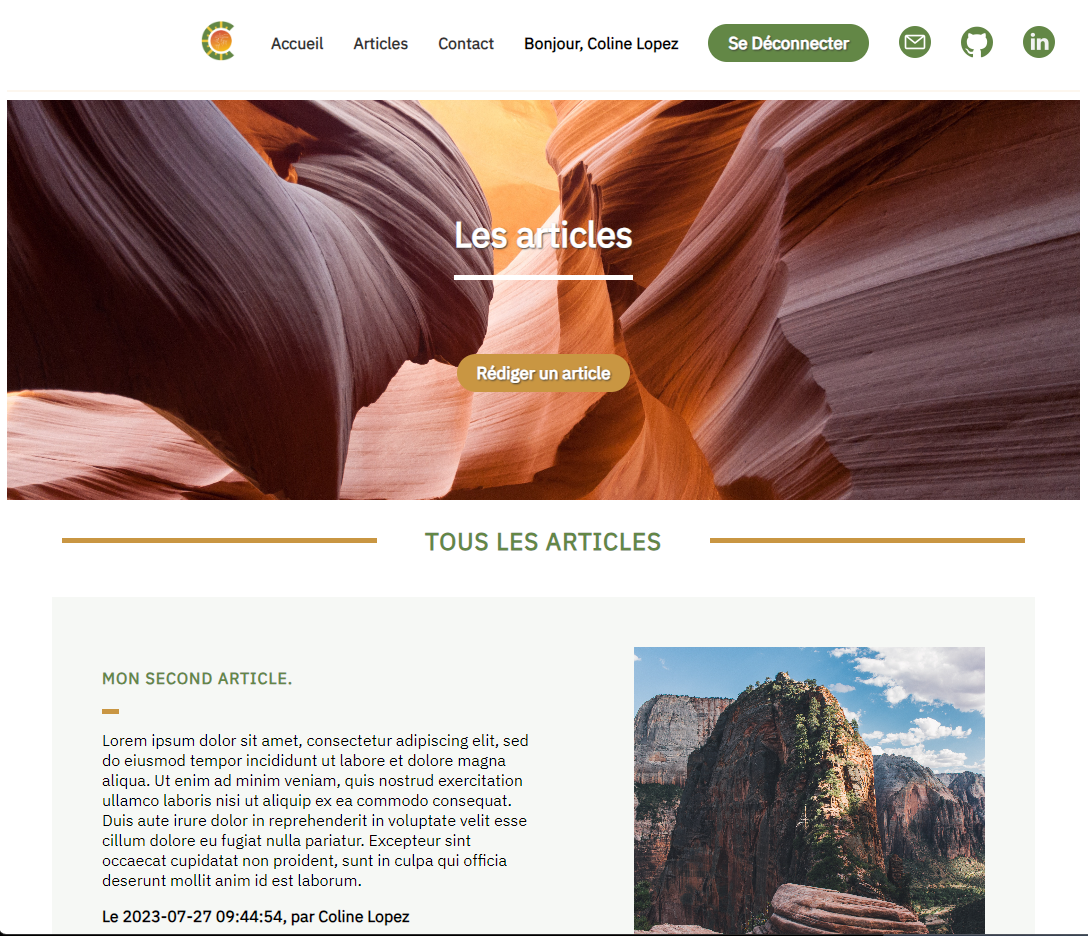 Accueil Articles Contact Bonjour, Coline Lopez Se Déconnecter in
Les articles
Rédiger un article
TOUS LES ARTICLES
MON SECOND ARTICLE.
Lorem ipsum dolor sit amet, consectetur adipiscing elit, sed
do eiusmod tempor incididunt ut labore et dolore magna
aliqua. Ut enim ad minim veniam, quis nostrud exercitation
ullamco laboris nisi ut aliquip ex ea commodo consequat.
Duis aute irure dolor in reprehenderit in voluptate velit esse
cillum dolore eu fugiat nulla pariatur. Excepteur sint
occaecat cupidatat non proident, sunt in culpa qui officia
deserunt mollit anim id est laborum.
Le 2023-07-27 09:44:54, par Coline Lopez